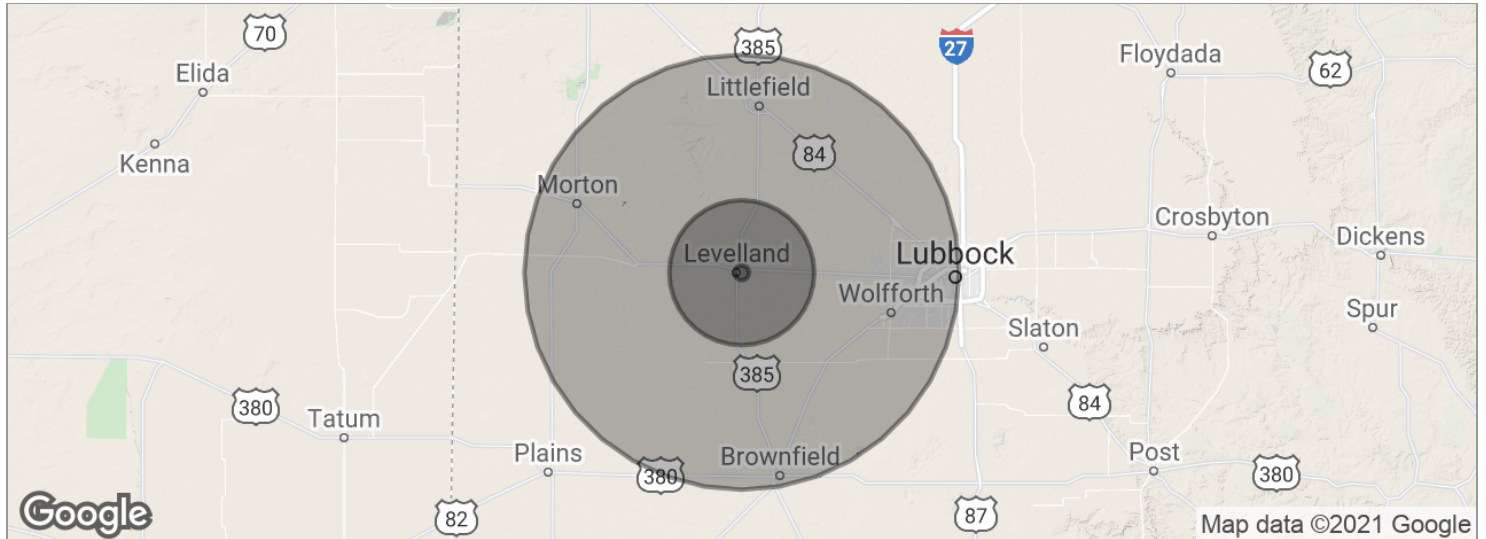 70
385
27
Floydada
62
Elida
Littlefield
Kenna
84
Morton
Crosbyton
Dickens
Levelland
Lubbock
Wolfforth
Spur
Slaton
385
380
84
Tatum
Plains
380
Brownfield
Post
380
Google
82
87
Map data ©2021 Google